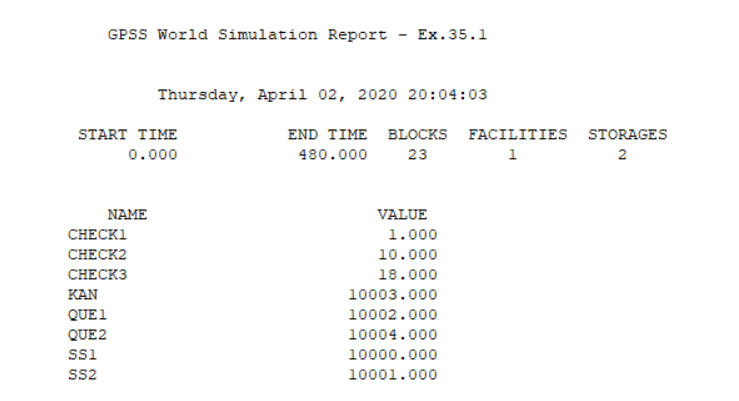 GPSS World Simulation Report - Ex.35.1
Thursday, April 02, 2020 20:04:03
START TIME END TIME BLOCKS FACILITIES STORAGES
0.000 480.000 23 1 2
NAME VALUE
CHECK1 1.000
CHECK2 10.000
CHECK3 18.000
KAN 10003.000
QUE1 10002.000
QUE2 10004.000
SS1 10000.000
SS2 10001.000